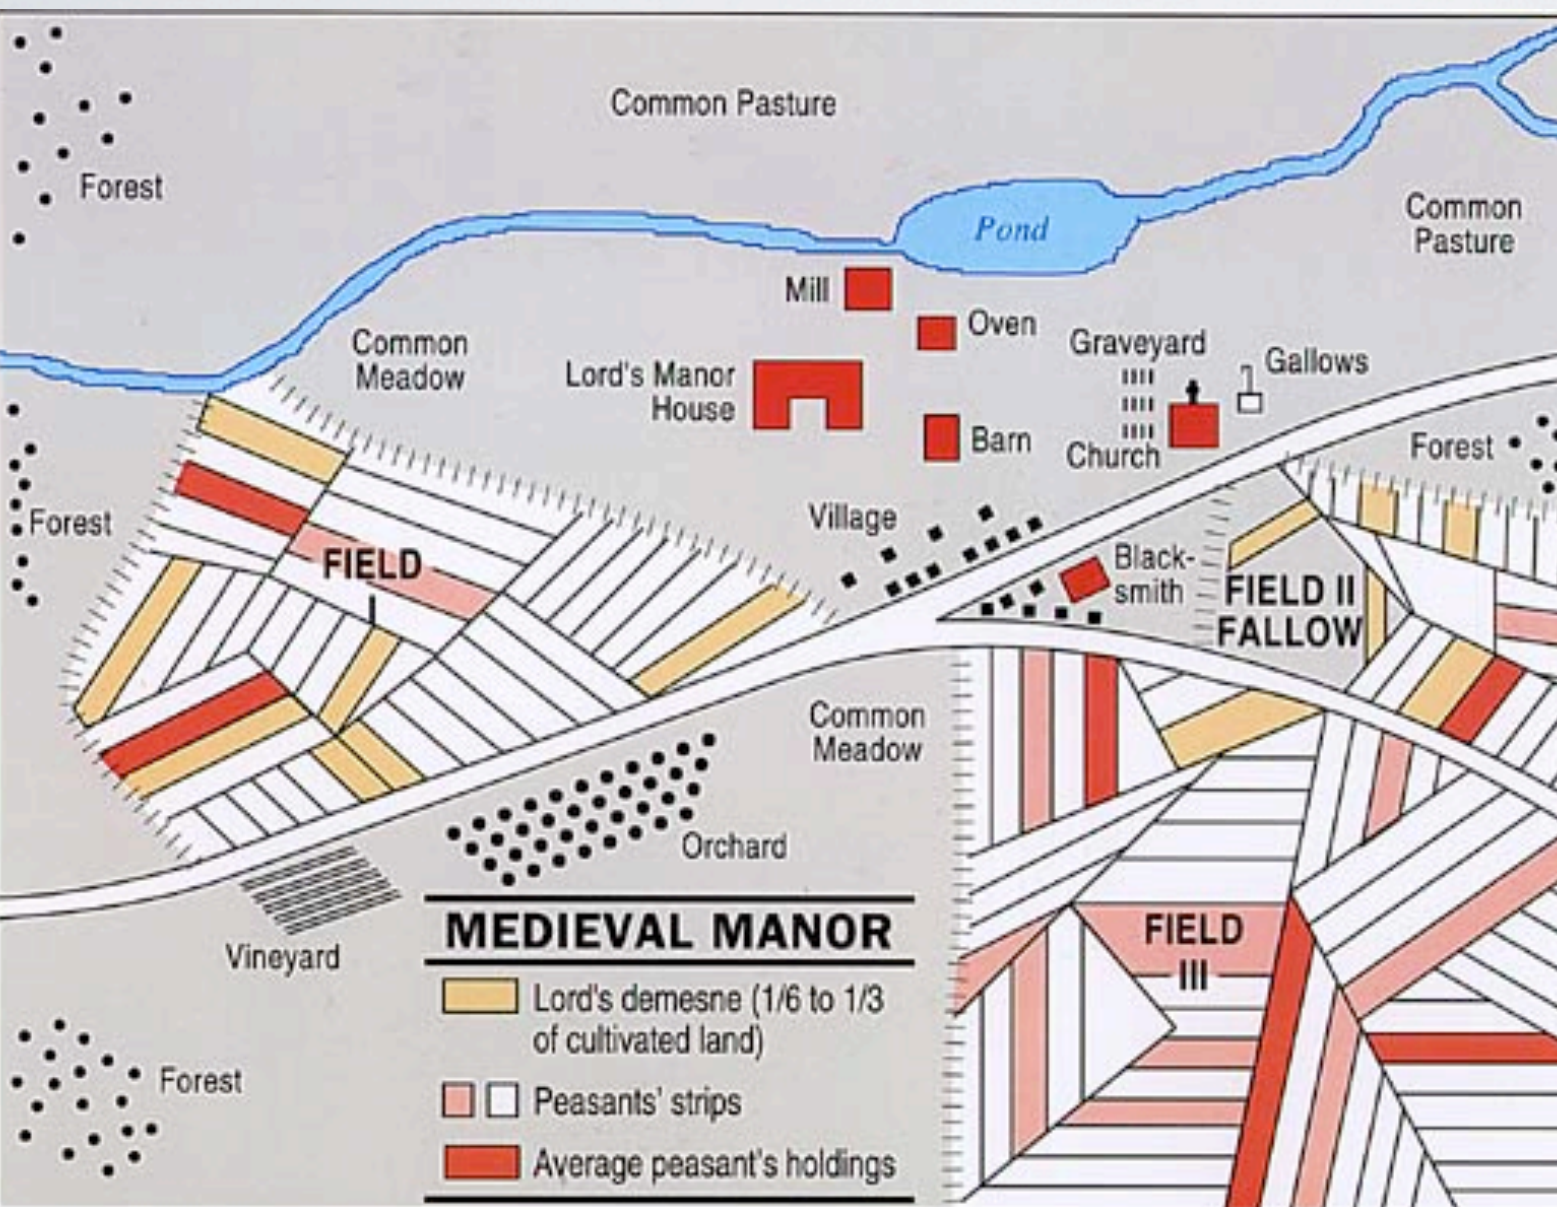 Common Pasture
Forest
Pond
Common
Pasture
Mill
Oven
Common
Meadow
Lord's Manor
House
Graveyard
Gallows
Barn
Church
Forest
Forest
Village
FIELD
I
Black-
smith
FIELD II
FALLOW
Common
Meadow
Orchard
Vineyard
MEDIEVAL MANOR
FIELD
III
Lord's demesne (1/6 to 1/3
of cultivated land)
Forest
Peasants' strips
Average peasant's holdings